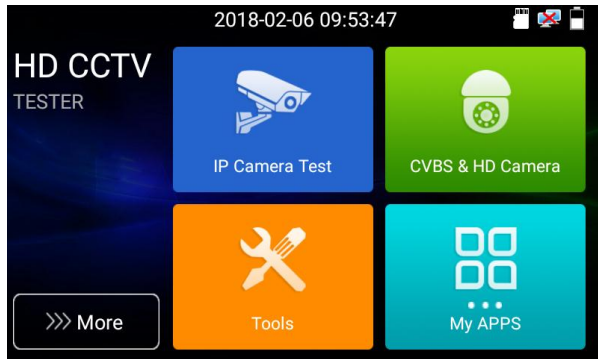 2018-02-06 09:53:47
HD CCTV
TESTER
IP Camera Test
CVBS & HD Camera
Tools
My APPS
>>> More